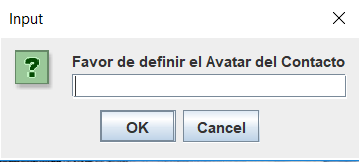 Input
Favor de definir el Avatar del Contacto
OK Cancel